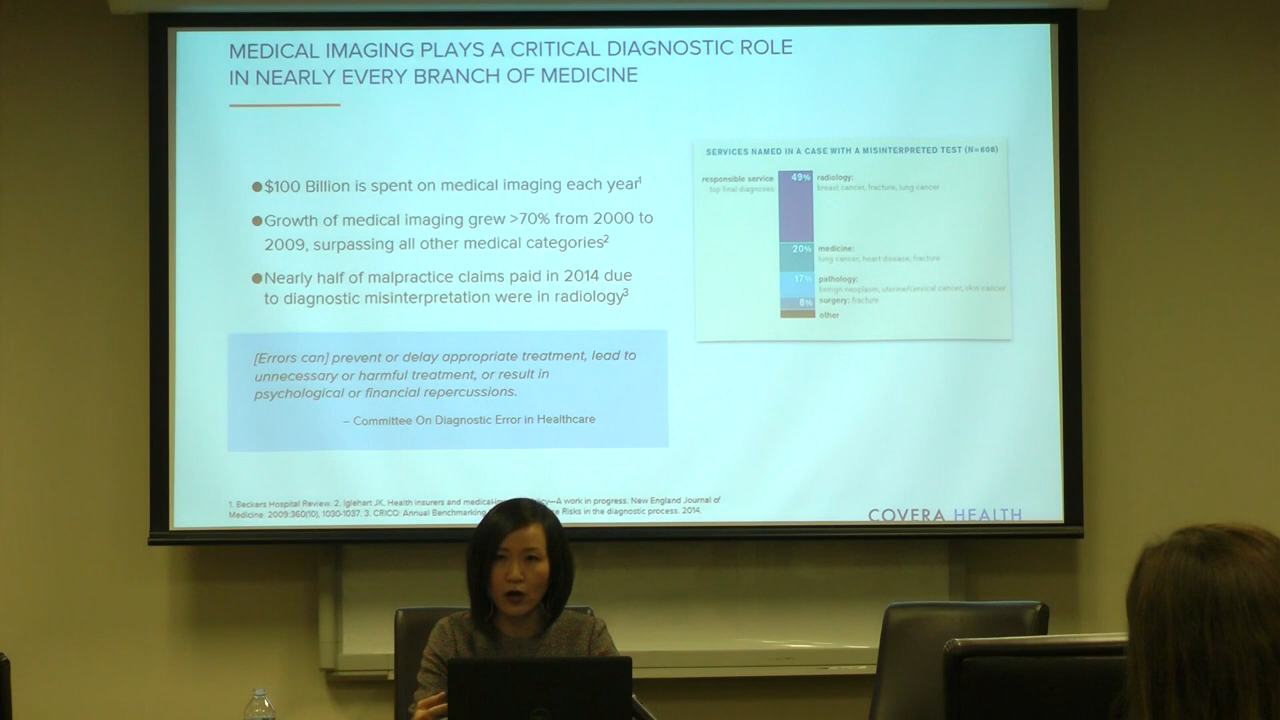 MEDICAL IMAGING PLAYS A CRITICAL DIAGNOSTIC ROLE
IN NEARLY EVERY BRANCH OF MEDICINE
●$100 Billion is spent on medical imaging each year¹
●Growth of medical imaging grew >70% from 2000 to
2009, surpassing all other medical categories²
●Nearly half of malpractice claims paid in 2014 due
to diagnostic misinterpretation were in radiology³
[Errors can] prevent or delay appropriate treatment, lead to
unnecessary or harmful treatment, or result in
psychological or financial repercussions.
– Committee On Diagnostic Error in Healthcare
SERVICES NAMED IN A CASE WITH A MISINTERPRETED TEST (N=608)
responsible service
top final diagnoses
49% radiology:
breast cancer, fracture, lung cancer
20% medicine:
lung cancer, heart disease, fracture
17% pathology:
benign neoplasm, uterine/cervical cancer, skin cancer
8% surgery: fracture
other
1. Beckers Hospital Review. 2. Iglehart JK, Health insurers and medical—A work in progress. New England Journal of
Medicine. 2009:360(10), 1030-1037. 3. CRICO: Annual Benchmarking Risks in the diagnostic process. 2014.
COVERA HEALTH